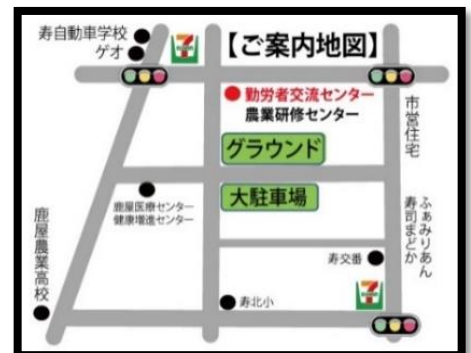 【ご案内地図】
寿自動車学校
ゲオ
勤労者交流センター
農業研修センター
グラウンド
大駐車場
市営住宅
鹿屋医療センター
健康増進センター
鹿屋農業高校
ふぁみりあん
寿司まどか
寿交番
寿北小